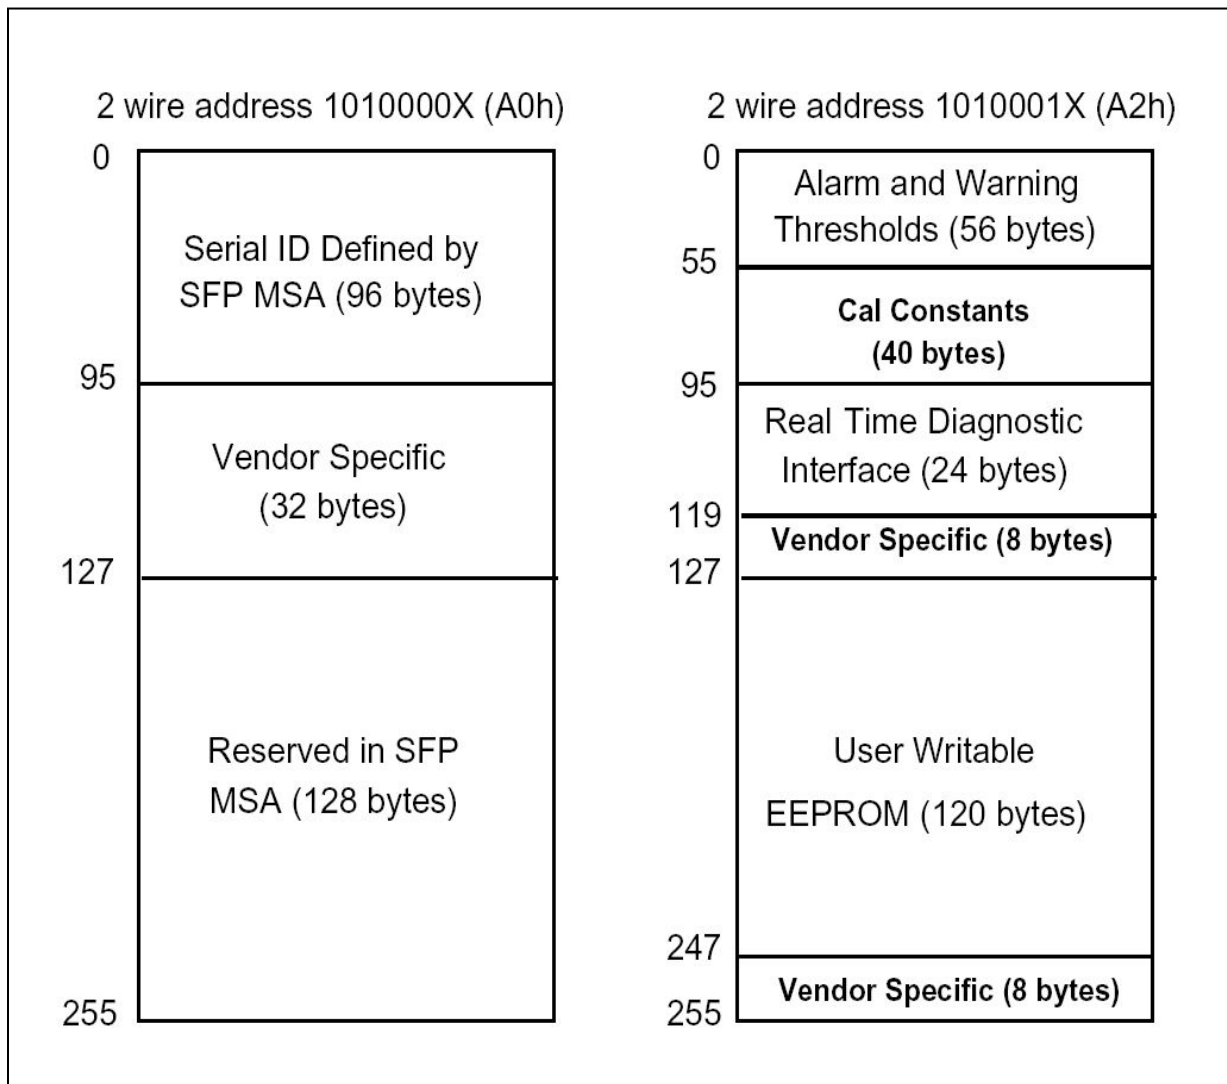 2 wire address 1010000X (A0h)
0
Serial ID Defined by
SFP MSA (96 bytes)
95
Vendor Specific
(32 bytes)
127
Reserved in SFP
MSA (128 bytes)
255
2 wire address 1010001X (A2h)
0
Alarm and Warning
Thresholds (56 bytes)
55
Cal Constants
(40 bytes)
95
Real Time Diagnostic
Interface (24 bytes)
119
Vendor Specific (8 bytes)
127
User Writable
EEPROM (120 bytes)
247
Vendor Specific (8 bytes)
255